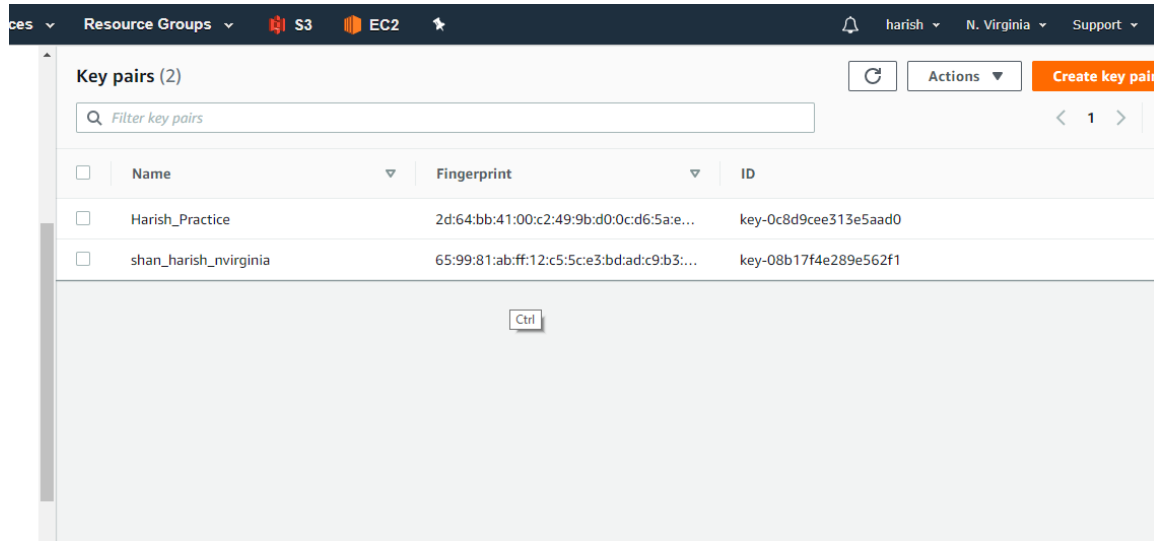 ces Resource Groups S3 EC2 harish N. Virginia Support
Key pairs (2) Actions Create key pair
Filter key pairs 1
Name Fingerprint ID
Harish_Practice 2d:64:bb:41:00:c2:49:9b:d0:0c:d6:5a:e... key-0c8d9cee313e5aad0
shan_harish_nvirginia 65:99:81:ab:ff:12:c5:5c:e3:bd:ad:c9:b3:... key-08b17f4e289e562f1
Ctrl